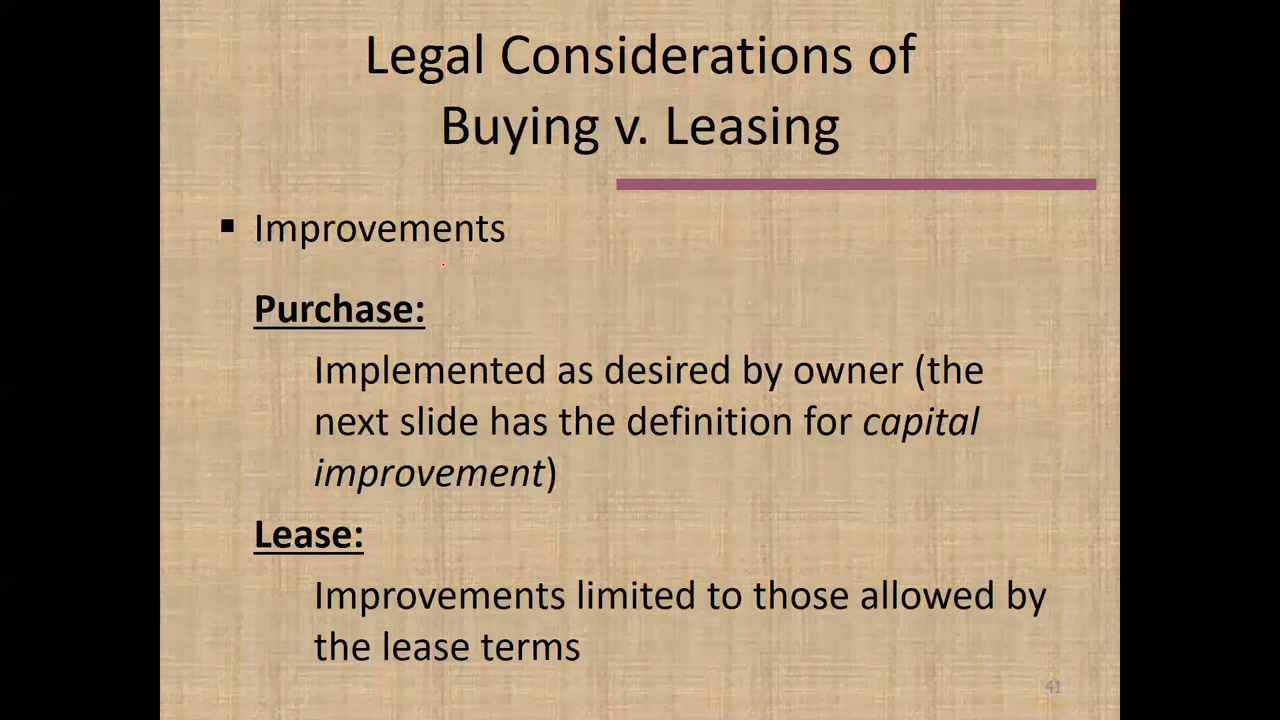 Legal Considerations of
Buying v. Leasing
▪ Improvements
Purchase:
Implemented as desired by owner (the
next slide has the definition for capital
improvement)
Lease:
Improvements limited to those allowed by
the lease terms
41